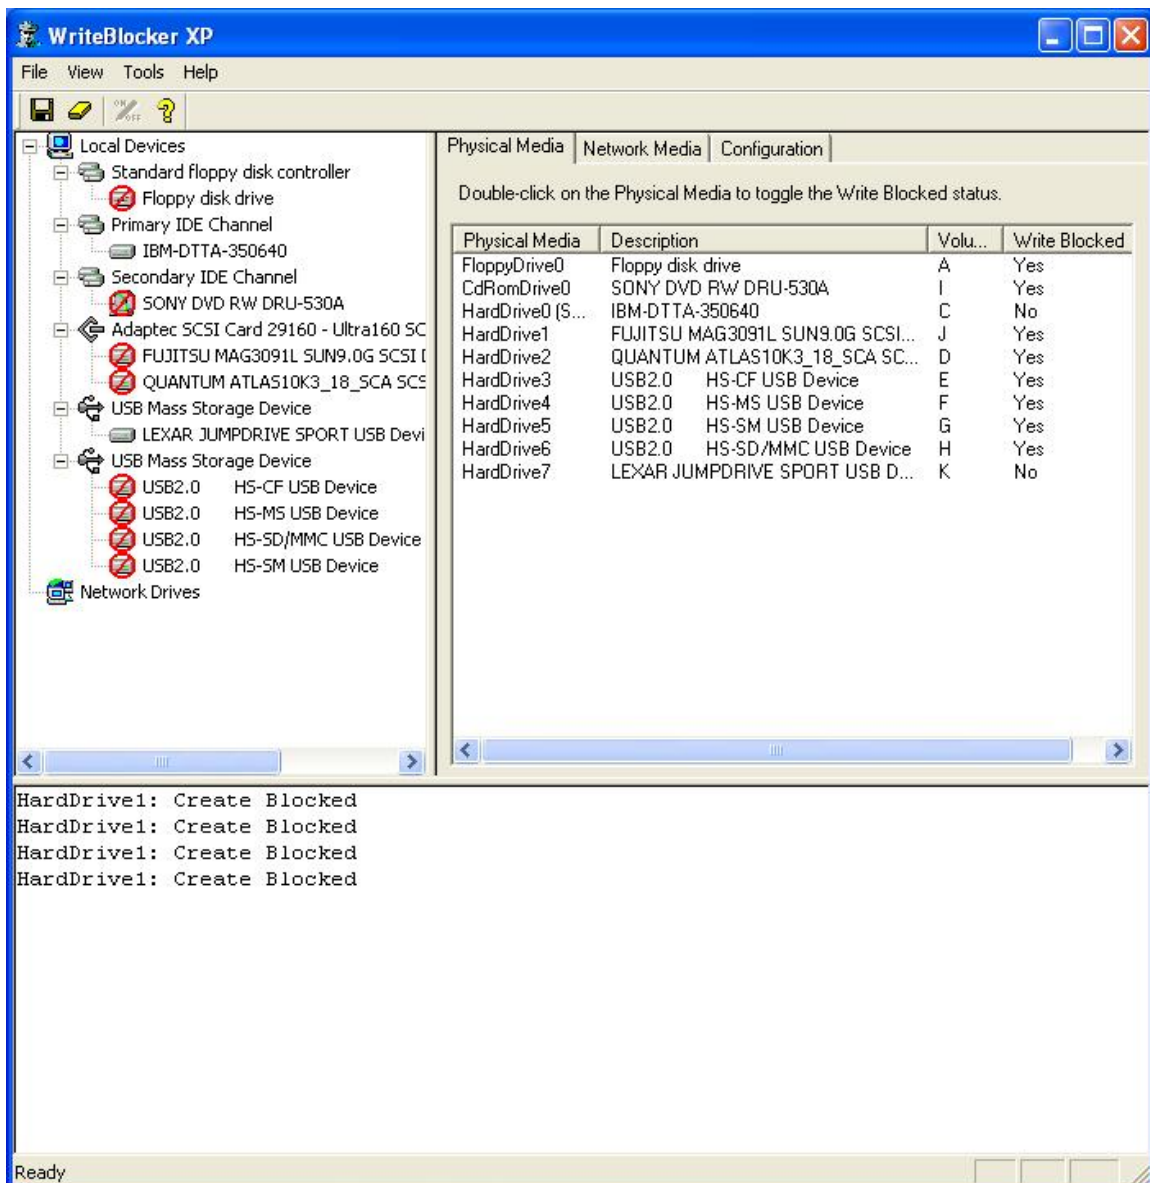 WriteBlocker XP
File View Tools Help
ON OFF
Local Devices
Standard floppy disk controller
Floppy disk drive
Primary IDE Channel
IBM-DTTA-350640
Secondary IDE Channel
SONY DVD RW DRU-530A
Adaptec SCSI Card 29160 - Ultra160 SC
FUJITSU MAG3091L SUN9.0G SCSI D
QUANTUM ATLAS10K3_18_SCA SCS
USB Mass Storage Device
LEXAR JUMPDRIVE SPORT USB Devi
USB Mass Storage Device
USB2.0 HS-CF USB Device
USB2.0 HS-MS USB Device
USB2.0 HS-SD/MMC USB Device
USB2.0 HS-SM USB Device
Network Drives
Physical Media Network Media Configuration
Double-click on the Physical Media to toggle the Write Blocked status.
Physical Media Description Volu... Write Blocked
FloppyDrive0 Floppy disk drive A Yes
CdRomDrive0 SONY DVD RW DRU-530A I Yes
HardDrive0 (S... IBM-DTTA-350640 C No
HardDrive1 FUJITSU MAG3091L SUN9.0G SCSI... J Yes
HardDrive2 QUANTUM ATLAS10K3_18_SCA SC... D Yes
HardDrive3 USB2.0 HS-CF USB Device E Yes
HardDrive4 USB2.0 HS-MS USB Device F Yes
HardDrive5 USB2.0 HS-SM USB Device G Yes
HardDrive6 USB2.0 HS-SD/MMC USB Device H Yes
HardDrive7 LEXAR JUMPDRIVE SPORT USB D... K No
HardDrive1: Create Blocked
HardDrive1: Create Blocked
HardDrive1: Create Blocked
HardDrive1: Create Blocked
Ready